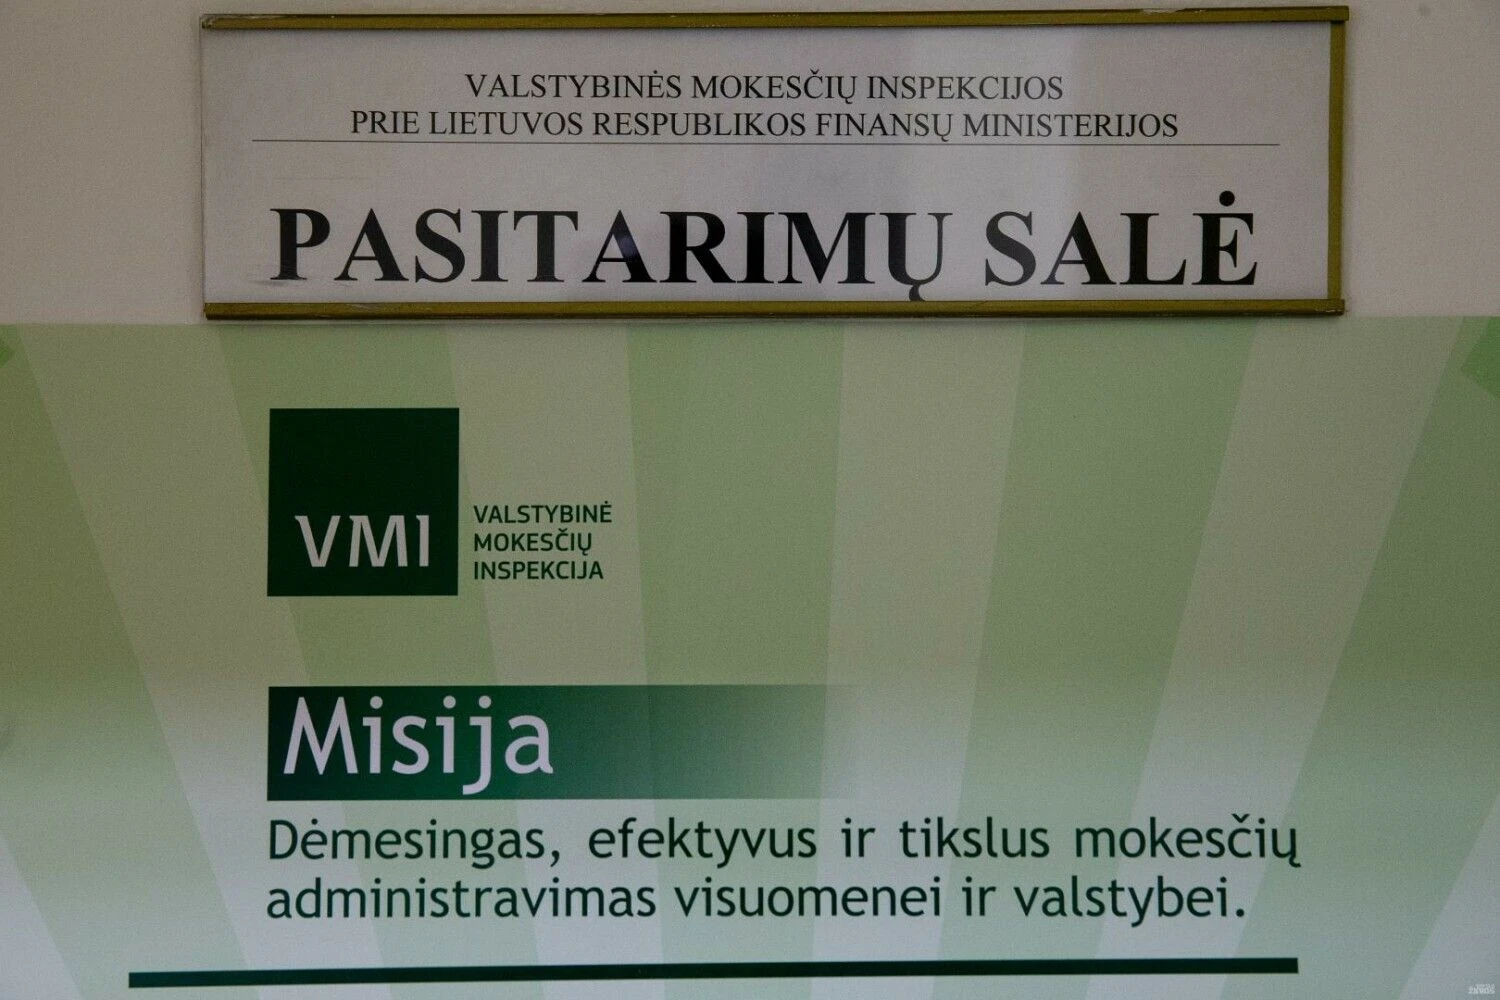 VALSTYBINĖS MOKESČIŲ INSPEKCIJOS
PRIE LIETUVOS RESPUBLIKOS FINANSŲ MINISTERIJOS
PASITARIMŲ SALĖ
VMI
VALSTYBINĖ
MOKESČIŲ
INSPEKCIJA
Misija
Dėmesingas, efektyvus ir tikslus mokesčių
administravimas visuomenei ir valstybei.